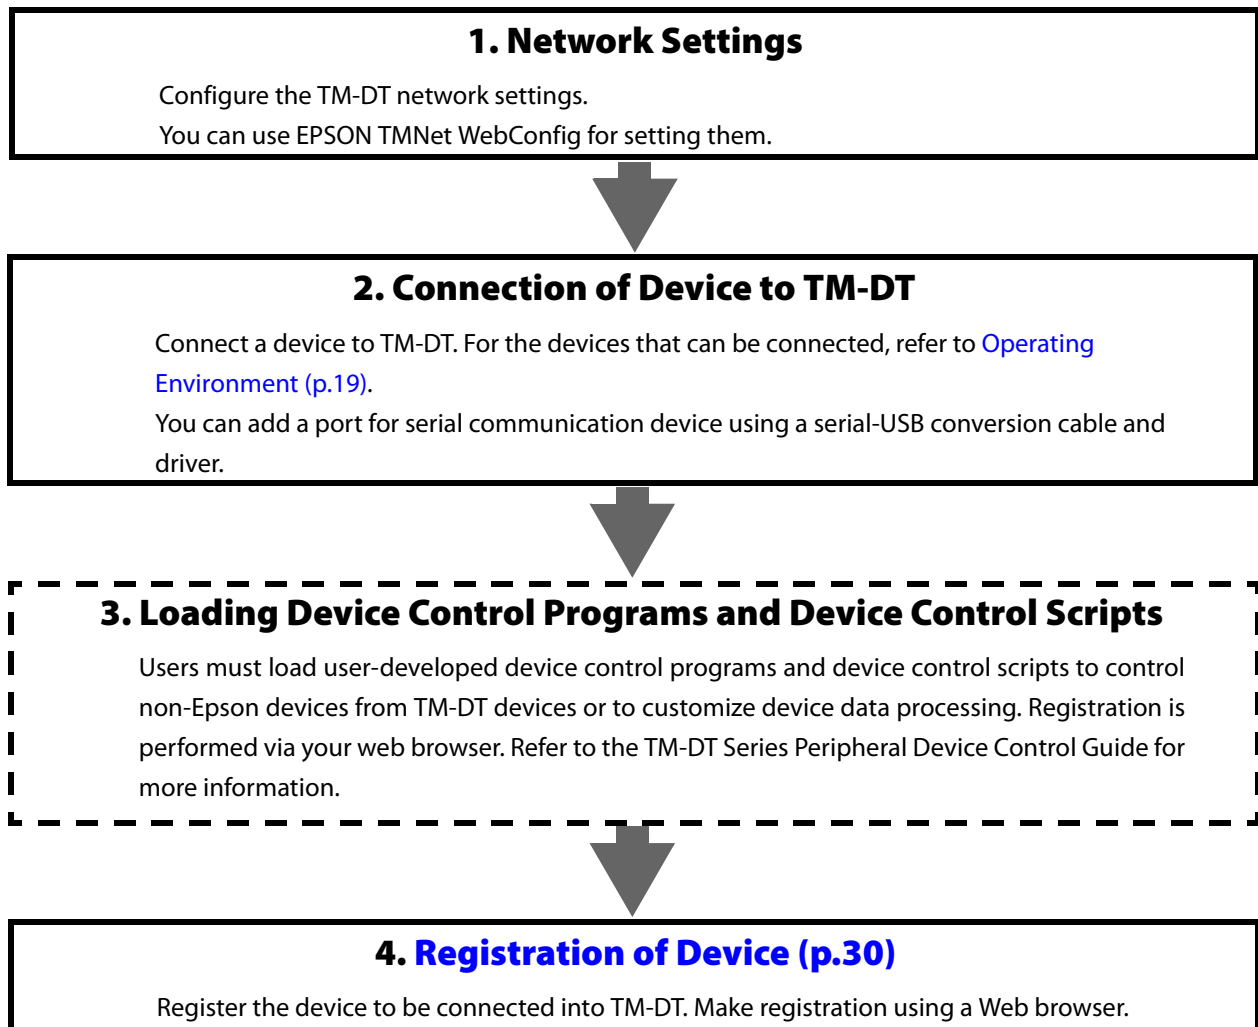 1. Network Settings
Configure the TM-DT network settings.
You can use EPSON TMNet WebConfig for setting them.
2. Connection of Device to TM-DT
Connect a device to TM-DT. For the devices that can be connected, refer to Operating
Environment (p.19).
You can add a port for serial communication device using a serial-USB conversion cable and
driver.
3. Loading Device Control Programs and Device Control Scripts
Users must load user-developed device control programs and device control scripts to control
non-Epson devices from TM-DT devices or to customize device data processing. Registration is
performed via your web browser. Refer to the TM-DT Series Peripheral Device Control Guide for
more information.
4. Registration of Device (p.30)
Register the device to be connected into TM-DT. Make registration using a Web browser.